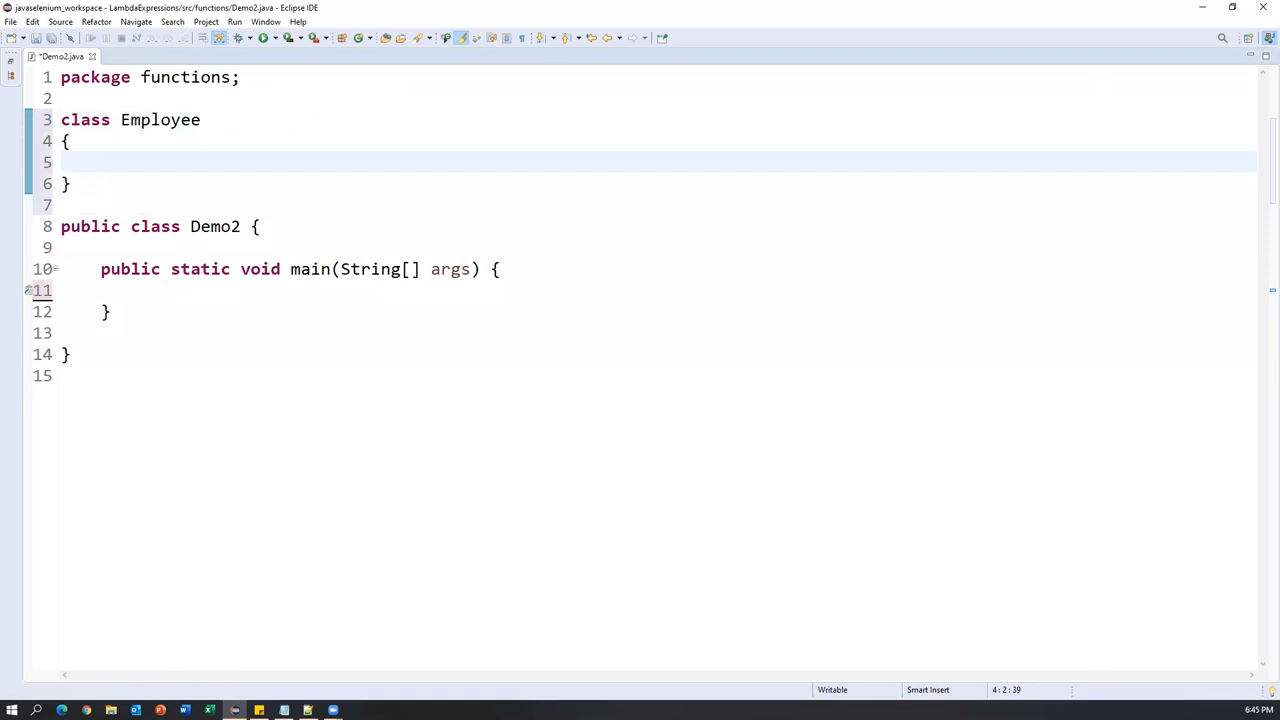 javaselenium_workspace - LambdaExpressions/src/functions/Demo2.java - Eclipse IDE
File Edit Source Refactor Navigate Search Project Run Window Help
*Demo2.java
1 package functions;
2
3 class Employee
4 {
5
6 }
7
8 public class Demo2 {
9
10 public static void main(String[] args) {
11
12 }
13
14 }
15
Writable Smart Insert 4 : 2 : 39
6:45 PM